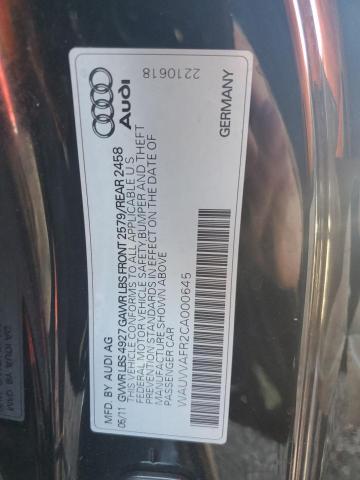 Audi
2210618
GERMANY
MFD. BY AUDI AG
05/11 GVWR LBS 4927 GAWR LBS FRONT 2579/REAR 2458
THIS VEHICLE CONFORMS TO ALL APPLICABLE U S
FEDERAL MOTOR VEHICLE SAFETY, BUMPER AND THEFT
PREVENTION STANDARDS IN EFFECT ON THE DATE OF
MANUFACTURE SHOWN ABOVE
PASSENGER CAR
WAUVVAFR2CA000645